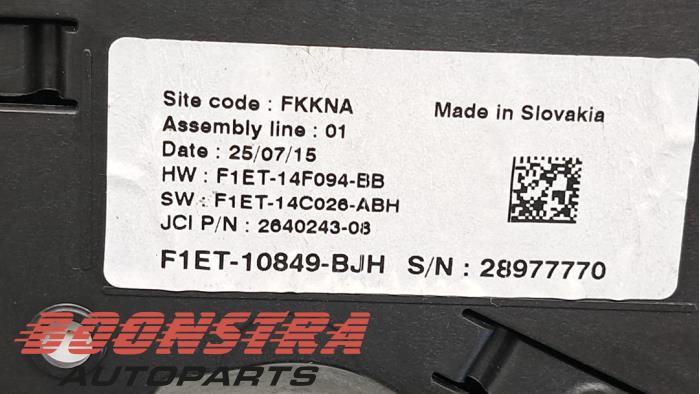 Site code : FKKNA
Made in Slovakia
Assembly line : 01
Date : 25/07/15
HW : F1ET-14F094-BB
SW : F1ET-14C026-ABH
JCI P/N : 2640243-08
F1ET-10849-BJH S/N : 28977770
BOONSTRA
AUTOPARTS